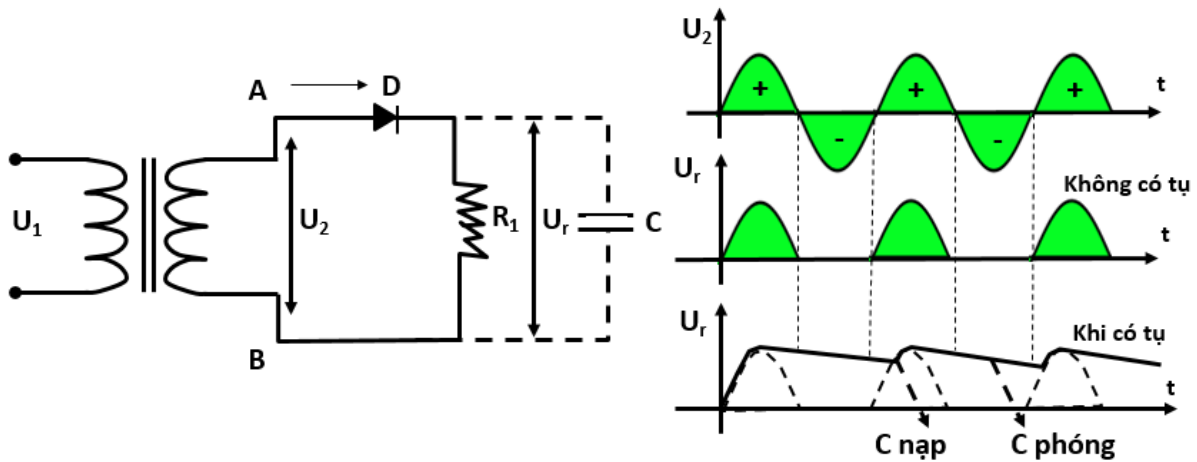 A
D
U1
U2
R1
Ur
C
B
U2
+
+
+
t
-
-
Ur
Không có tụ
t
Ur
Khi có tụ
t
C nạp
C phóng